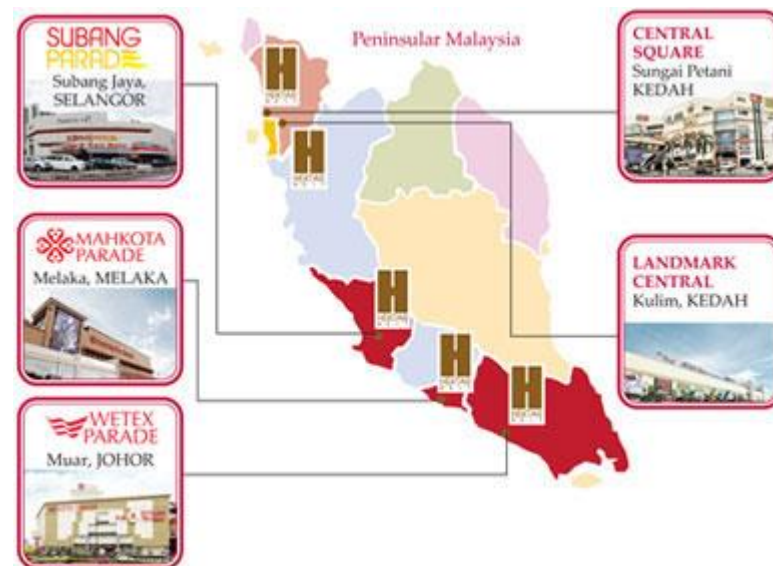 SUBANG
PARADE
Subang Jaya,
SELANGOR
MAHKOTA
PARADE
Melaka, MELAKA
WETEX
PARADE
Muar, JOHOR
Peninsular Malaysia
H
H
H
H
H
CENTRAL
SQUARE
Sungai Petani
KEDAH
LANDMARK
CENTRAL
Kulim, KEDAH